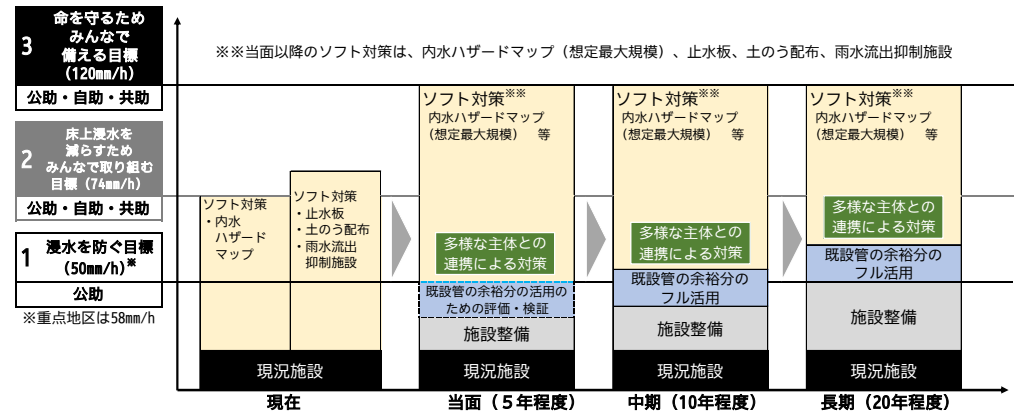 3
命を守るため
みんなで
備える目標
(120㎜/h)
公助・自助・共助
2
床上浸水を
減らすため
みんなで取り組む
目標（74㎜/h）
公助・自助・共助
1
浸水を防ぐ目標
(50㎜/h)※
公助
※重点地区は58㎜/h
※※当面以降のソフト対策は、内水ハザードマップ（想定最大規模）、止水板、土のう配布、雨水流出抑制施設
ソフト対策
・内水
ハザード
マップ
ソフト対策
・止水板
・土のう配布
・雨水流出
抑制施設
現況施設
現在
ソフト対策※※
内水ハザードマップ
（想定最大規模） 等
多様な主体との
連携による対策
既設管の余裕分の活用の
ための評価・検証
施設整備
現況施設
当面（５年程度）
ソフト対策※※
内水ハザードマップ
（想定最大規模） 等
多様な主体との
連携による対策
既設管の余裕分の
フル活用
施設整備
現況施設
中期（10年程度）
ソフト対策※※
内水ハザードマップ
（想定最大規模） 等
多様な主体との
連携による対策
既設管の余裕分の
フル活用
施設整備
現況施設
長期（20年程度）